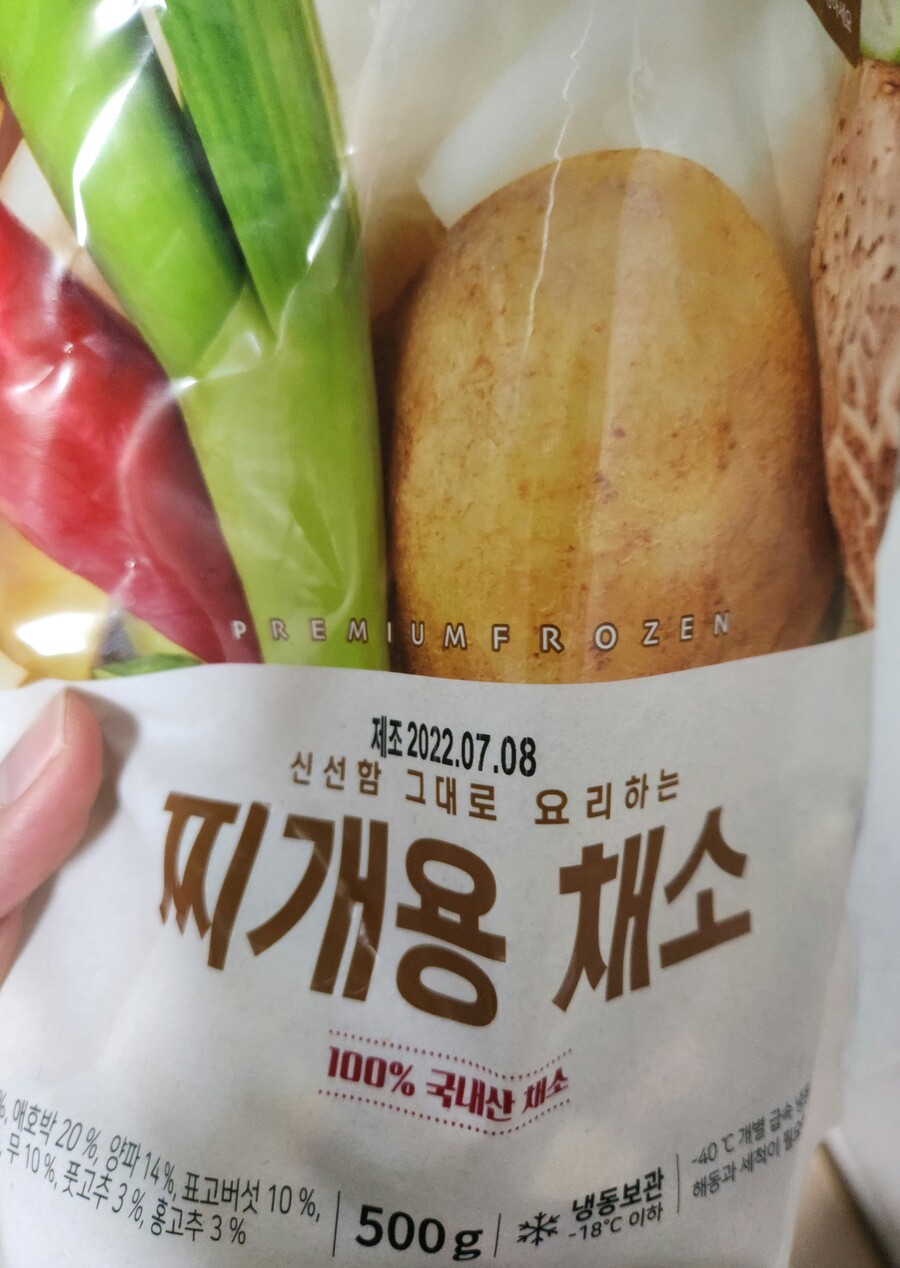 PREMIUMFROZEN
제조 2022.07.08
신선함 그대로 요리하는
찌개용 채소
100% 국내산 채소
%, 애호박 20%, 양파 14%, 표고버섯 10%,
무 10%, 풋고추 3%, 홍고추 3%
500g
냉동보관
-18℃ 이하
-40℃ 개별 급속
해동과 세척이